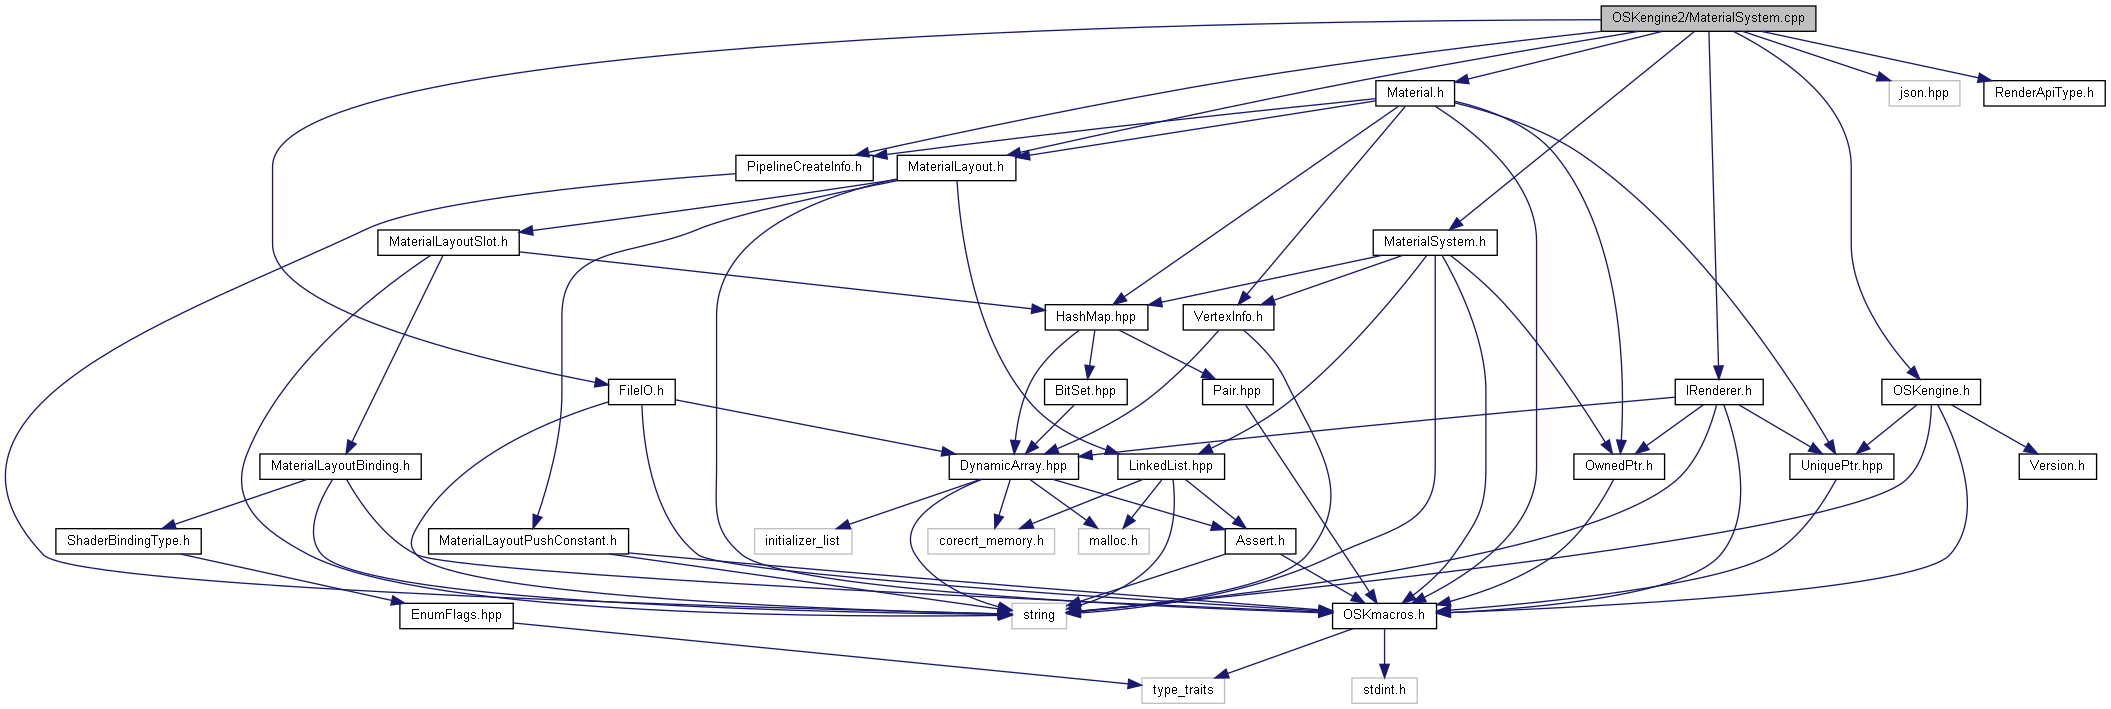 OSKengine2/MaterialSystem.cpp
Material.h
json.hpp
RenderApiType.h
PipelineCreateInfo.h
MaterialLayout.h
MaterialLayoutSlot.h
MaterialSystem.h
HashMap.hpp
VertexInfo.h
FileIO.h
BitSet.hpp
Pair.hpp
IRenderer.h
OSKengine.h
MaterialLayoutBinding.h
DynamicArray.hpp
LinkedList.hpp
OwnedPtr.h
UniquePtr.hpp
Version.h
ShaderBindingType.h
MaterialLayoutPushConstant.h
initializer_list
corecrt_memory.h
malloc.h
Assert.h
EnumFlags.hpp
string
OSKmacros.h
type_traits
stdint.h